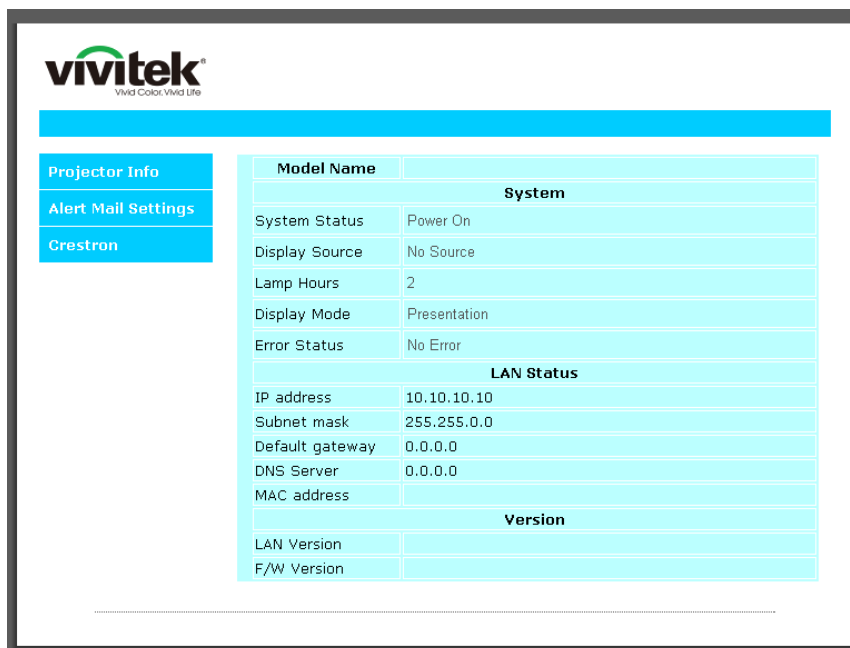 vivitek®
Vivid Color. Vivid Life
Projector Info
Alert Mail Settings
Crestron
Model Name
System
System Status Power On
Display Source No Source
Lamp Hours 2
Display Mode Presentation
Error Status No Error
LAN Status
IP address 10.10.10.10
Subnet mask 255.255.0.0
Default gateway 0.0.0.0
DNS Server 0.0.0.0
MAC address
Version
LAN Version
F/W Version